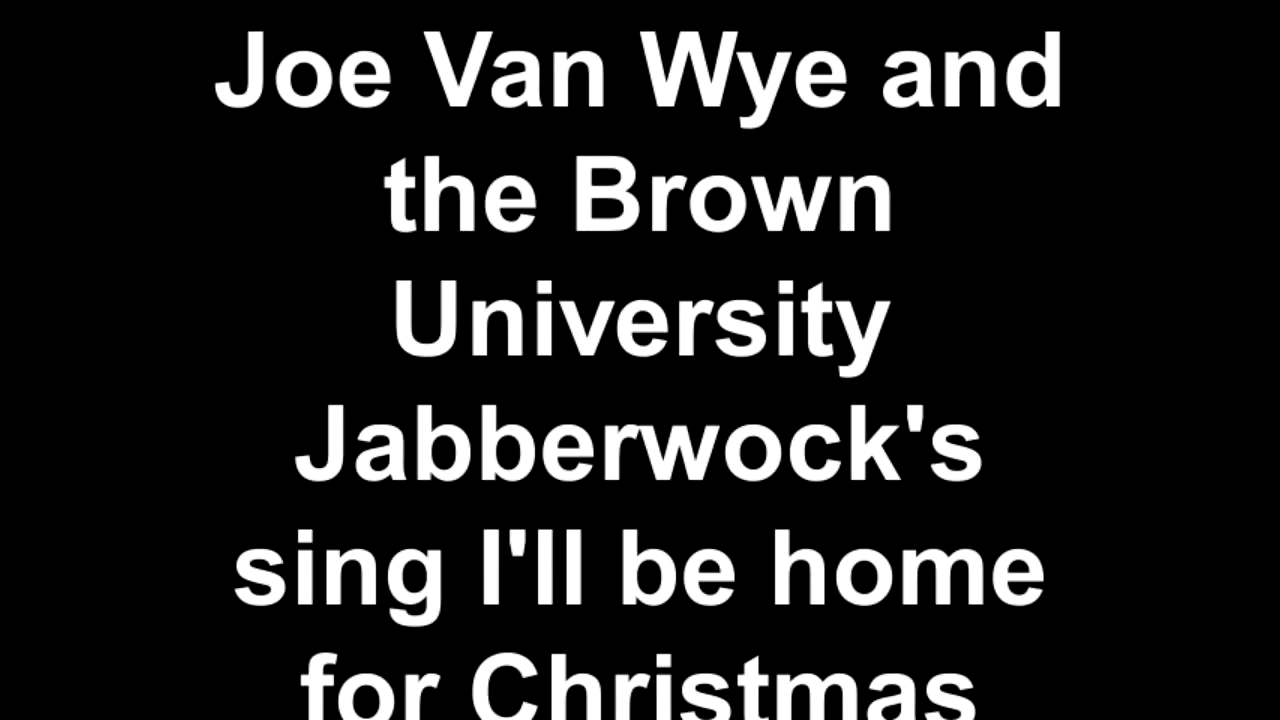 Joe Van Wye and
the Brown
University
Jabberwock's
sing I'll be home
for Christmas